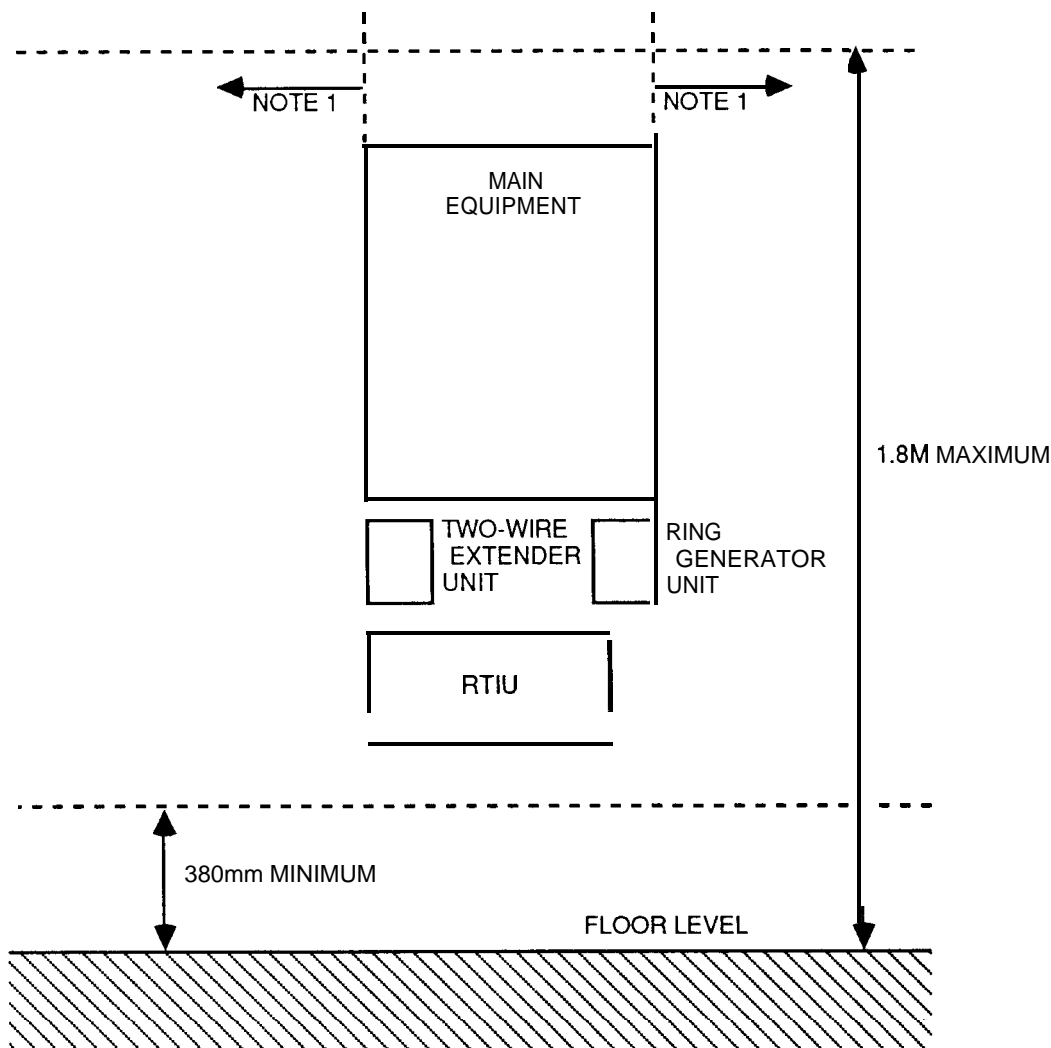 NOTE 1
NOTE 1
MAIN
EQUIPMENT
1.8M MAXIMUM
TWO-WIRE
EXTENDER
UNIT
RING
GENERATOR
UNIT
RTIU
380mm MINIMUM
FLOOR LEVEL